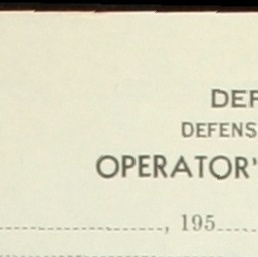 DEF
DEFENS
OPERATOR'
, 195